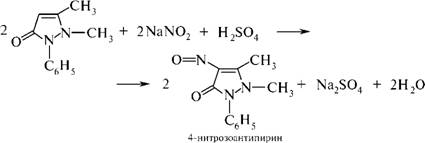 2 CH3 N—CH3 O N C6H5 + 2NaNO2 + H2SO4 →
→ 2 O=N CH3 N—CH3 O N C6H5 + Na2SO4 + 2H2O
4-нитрозоантипирин